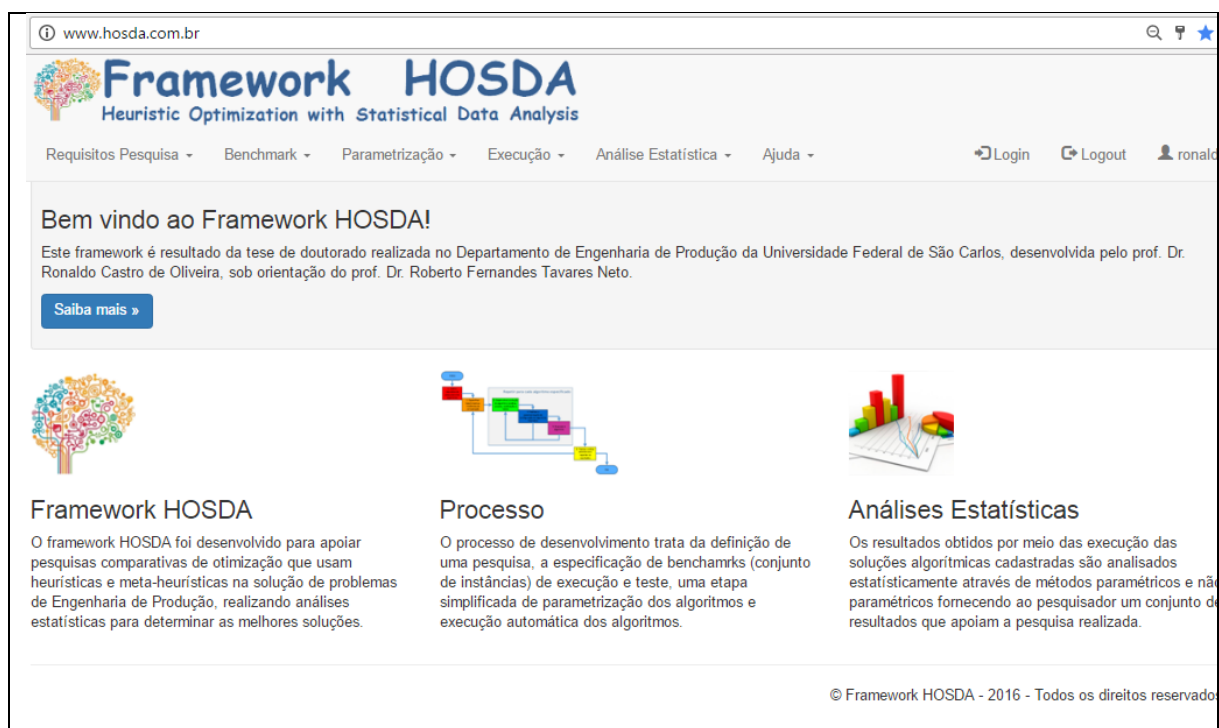 www.hosda.com.br
Framework HOSDA
Heuristic Optimization with Statistical Data Analysis
Requisitos Pesquisa Benchmark Parametrização Execução Análise Estatística Ajuda Login Logout ronald
Bem vindo ao Framework HOSDA!
Este framework é resultado da tese de doutorado realizada no Departamento de Engenharia de Produção da Universidade Federal de São Carlos, desenvolvida pelo prof. Dr.
Ronaldo Castro de Oliveira, sob orientação do prof. Dr. Roberto Fernandes Tavares Neto.
Saiba mais »
Framework HOSDA
O framework HOSDA foi desenvolvido para apoiar
pesquisas comparativas de otimização que usam
heurísticas e meta-heurísticas na solução de problemas
de Engenharia de Produção, realizando análises
estatísticas para determinar as melhores soluções.
Processo
O processo de desenvolvimento trata da definição de
uma pesquisa, a especificação de benchamrks (conjunto
de instâncias) de execução e teste, uma etapa
simplificada de parametrização dos algoritmos e
execução automática dos algoritmos.
Análises Estatísticas
Os resultados obtidos por meio das execução das
soluções algorítmicas cadastradas são analisados
estatísticamente através de métodos paramétricos e não
paramétricos fornecendo ao pesquisador um conjunto de
resultados que apoiam a pesquisa realizada.
© Framework HOSDA - 2016 - Todos os direitos reservados